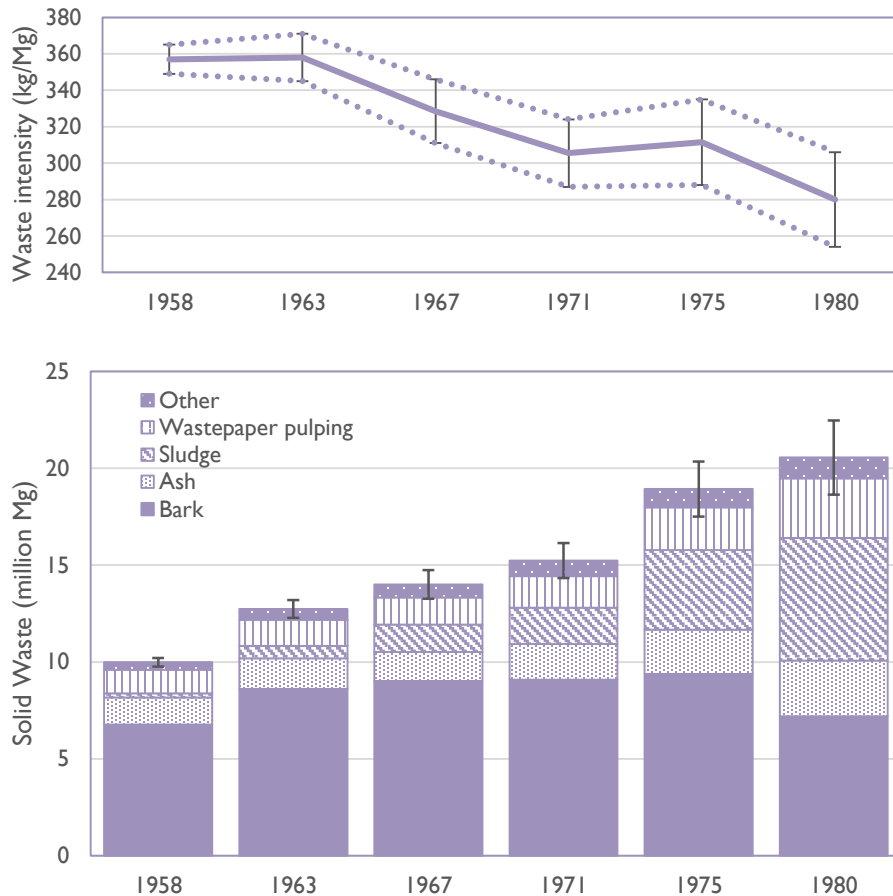 Waste intensity (kg/Mg)
380
360
340
320
300
280
260
240
1958 1963 1967 1971 1975 1980
Solid Waste (million Mg)
25
20
15
10
5
0
Other
Wastepaper pulping
Sludge
Ash
Bark
1958 1963 1967 1971 1975 1980